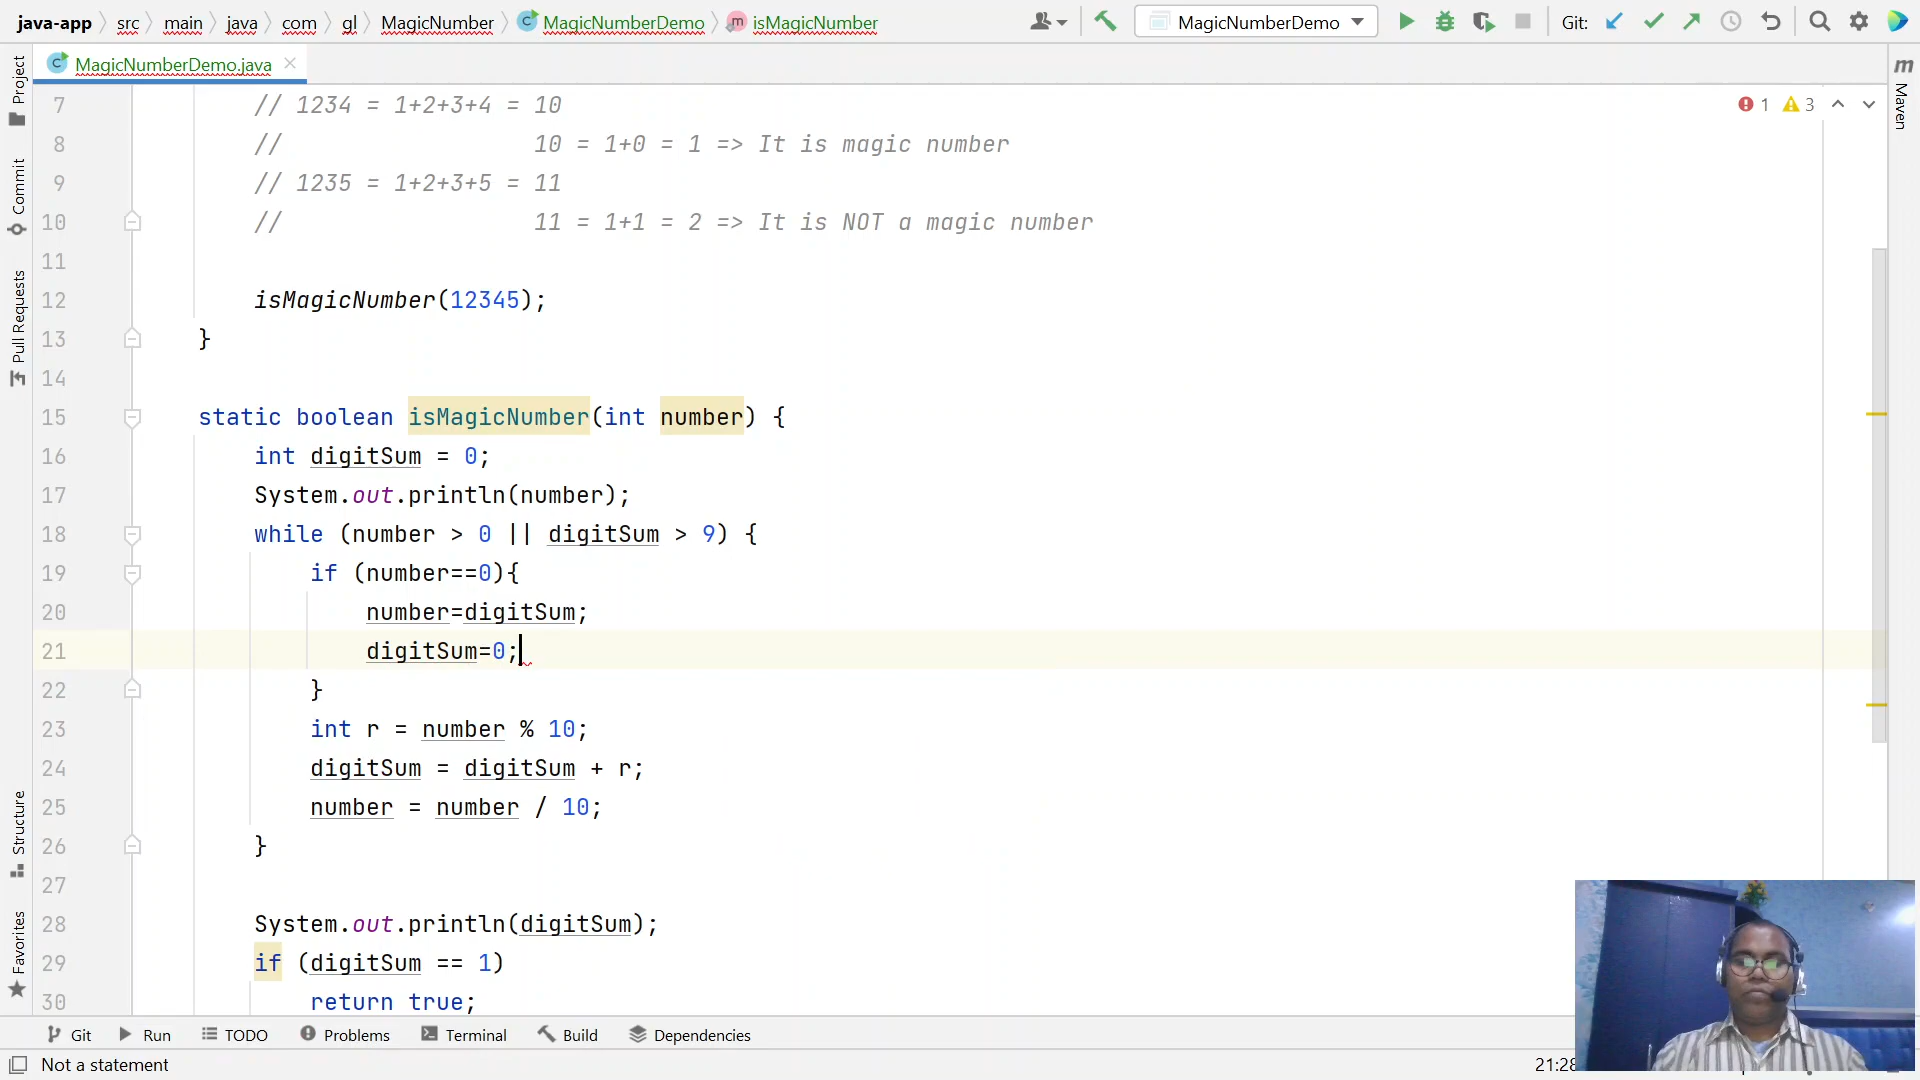 java-app src main java com gl MagicNumber MagicNumberDemo isMagicNumber MagicNumberDemo Git:
MagicNumberDemo.java
1 3
7 // 1234 = 1+2+3+4 = 10
8 // 10 = 1+0 = 1 => It is magic number
9 // 1235 = 1+2+3+5 = 11
10 // 11 = 1+1 = 2 => It is NOT a magic number
11
12 isMagicNumber(12345);
13 }
14
15 static boolean isMagicNumber(int number) {
16 int digitSum = 0;
17 System.out.println(number);
18 while (number > 0 || digitSum > 9) {
19 if (number==0){
20 number=digitSum;
21 digitSum=0;
22 }
23 int r = number % 10;
24 digitSum = digitSum + r;
25 number = number / 10;
26 }
27
28 System.out.println(digitSum);
29 if (digitSum == 1)
30 return true;
Project
Commit
Pull Requests
Structure
Favorites
m
Maven
Git Run TODO Problems Terminal Build Dependencies
Not a statement 21:28